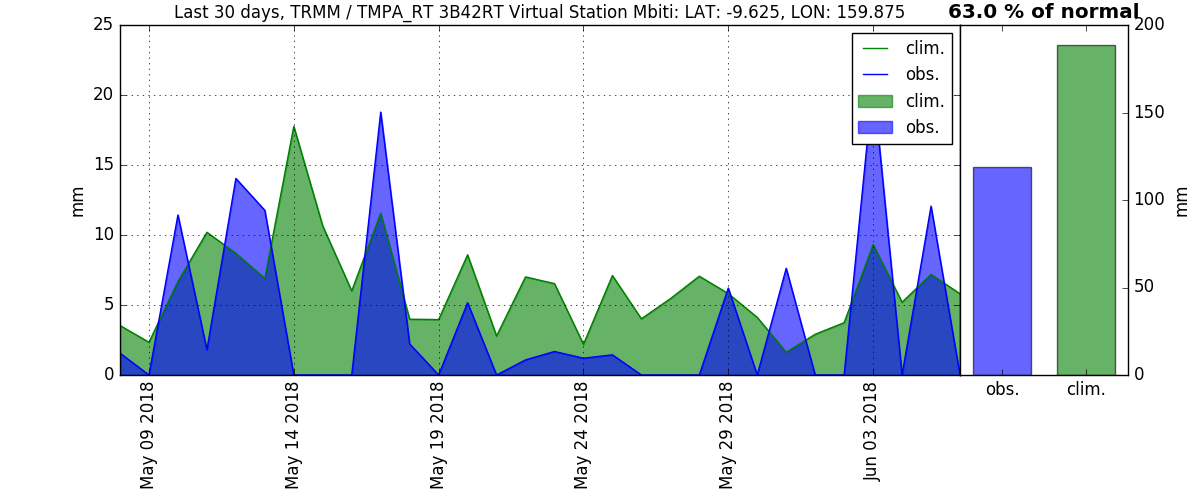 Last 30 days, TRMM / TMPA_RT 3B42RT Virtual Station Mbiti: LAT: -9.625, LON: 159.875
63.0 % of normal
25
20
15
10
5
0
mm
clim.
obs.
clim.
obs.
200
150
100
50
0
mm
May 09 2018
May 14 2018
May 19 2018
May 24 2018
May 29 2018
Jun 03 2018
obs.
clim.